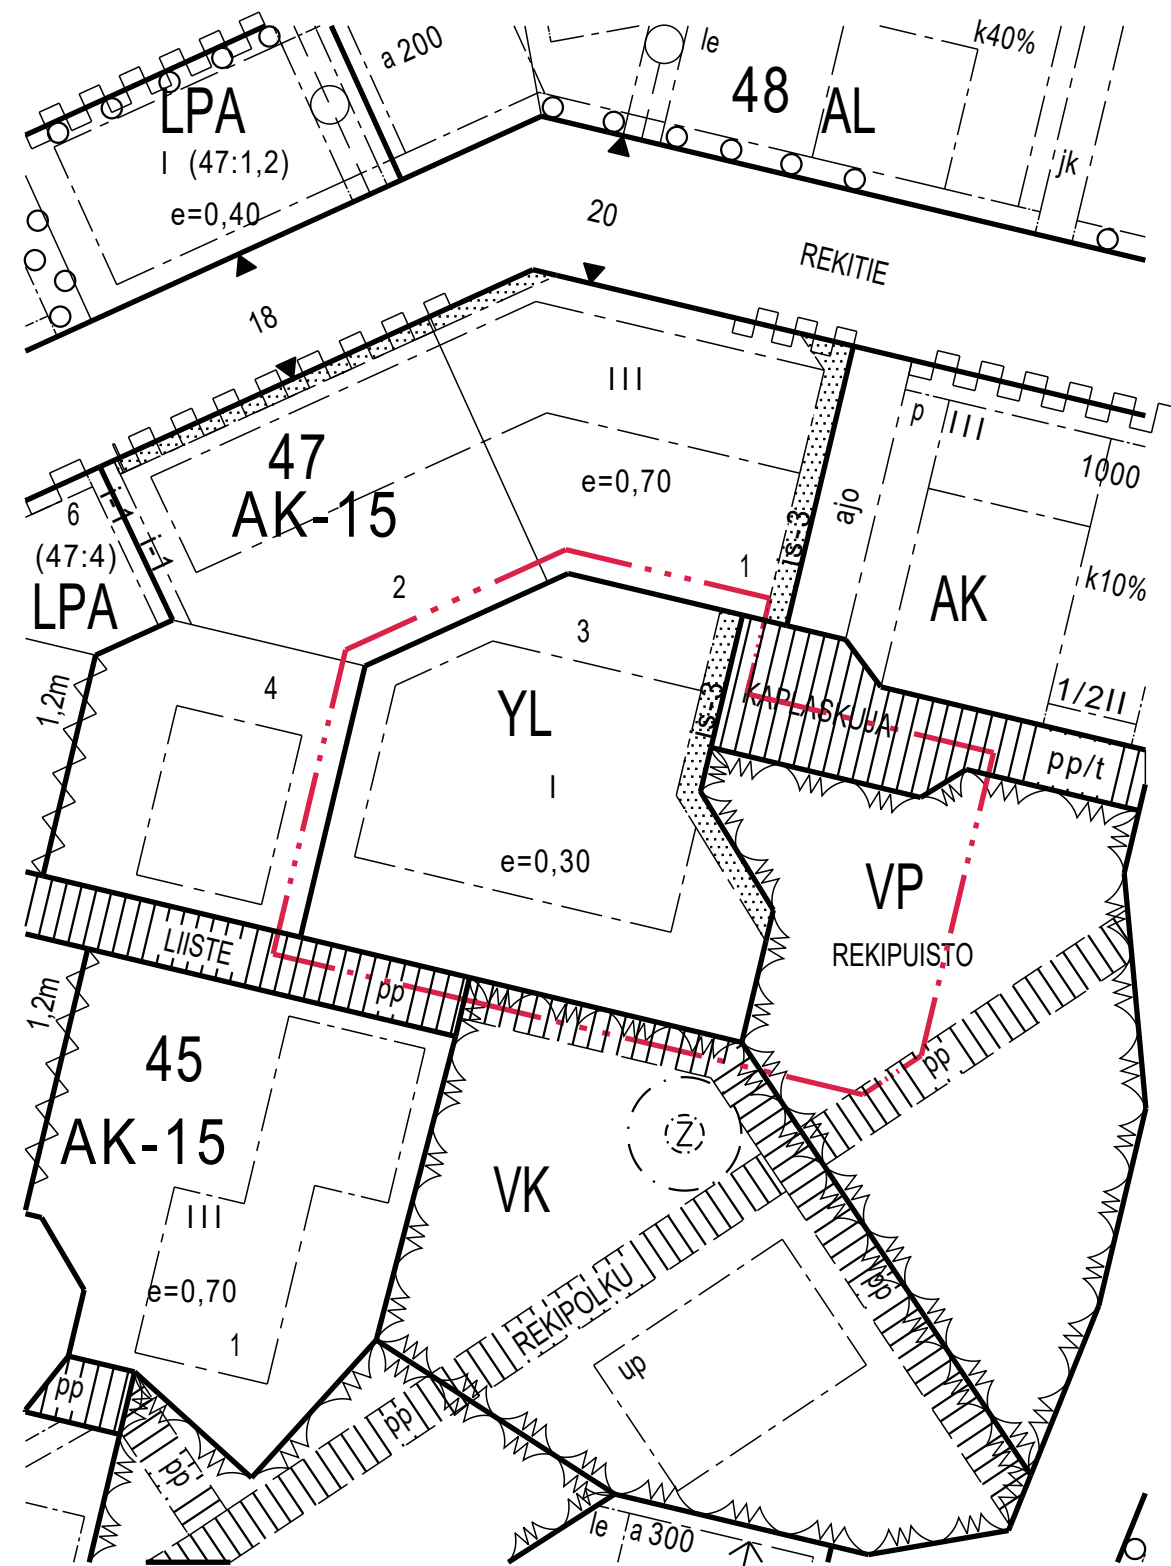 a 200
le
k40%
48 AL
LPA
I (47:1,2)
e=0,40
jk
20
REKITIE
18
III
p
III
47
e=0,70
1000
AK-15
6
ajo
is-3
(47:4)
1
k10%
2
LPA
AK
3
4
1,2m
is-3
KAPLASKUJA
1/2II
YL
pp/t
I
e=0,30
VP
LIISTE
REKIPUISTO
pp
1,2m
45
pp
AK-15
Z
VK
III
pp
e=0,70
REKIPOLKU
1
up
pp
pp
pp
le
a 300